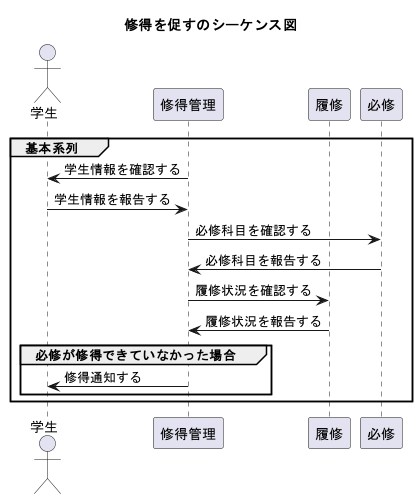 修得を促すのシーケンス図
学生
修得管理
履修
必修
基本系列
学生情報を確認する
学生情報を報告する
必修科目を確認する
必修科目を報告する
履修状況を確認する
履修状況を報告する
必修が修得できていなかった場合
修得通知する
学生
修得管理
履修
必修